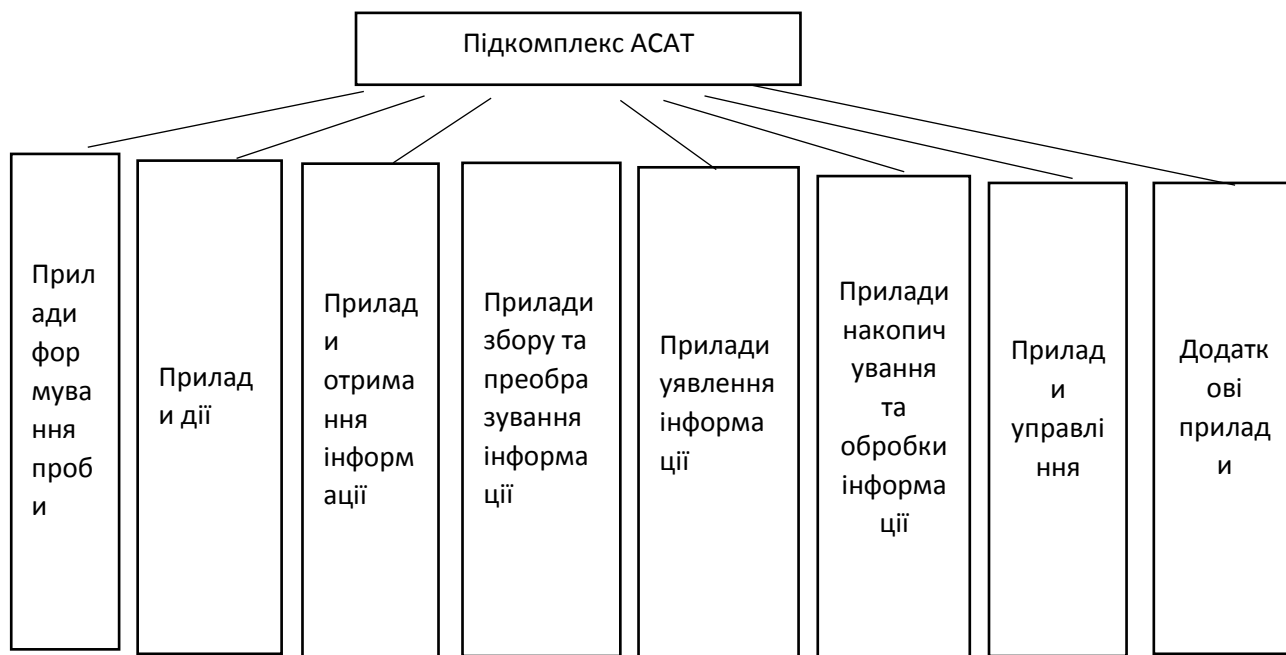 Підкомплекс АСАТ
Прил
ади
фор
мува
ння
проб
и
Прилад
и дії
Прилад
и
отрима
ння
інформ
ації
Прилади
збору та
преобра
зування
інформа
ції
Прилади
уявлення
інформа
ції
Прилади
накопич
ування
та
обробки
інформа
ції
Прилад
и
управлі
ння
Додатк
ові
прилад
и